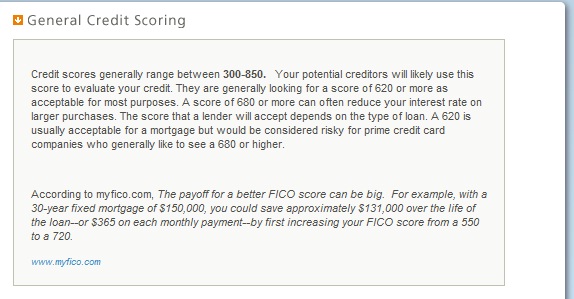 General Credit Scoring
Credit scores generally range between 300-850. Your potential creditors will likely use this
score to evaluate your credit. They are generally looking for a score of 620 or more as
acceptable for most purposes. A score of 680 or more can often reduce your interest rate on
larger purchases. The score that a lender will accept depends on the type of loan. A 620 is
usually acceptable for a mortgage but would be considered risky for prime credit card
companies who generally like to see a 680 or higher.
According to myfico.com, The payoff for a better FICO score can be big. For example, with a
30-year fixed mortgage of $150,000, you could save approximately $131,000 over the life of
the loan--or $365 on each monthly payment--by first increasing your FICO score from a 550
to a 720.
www.myfico.com